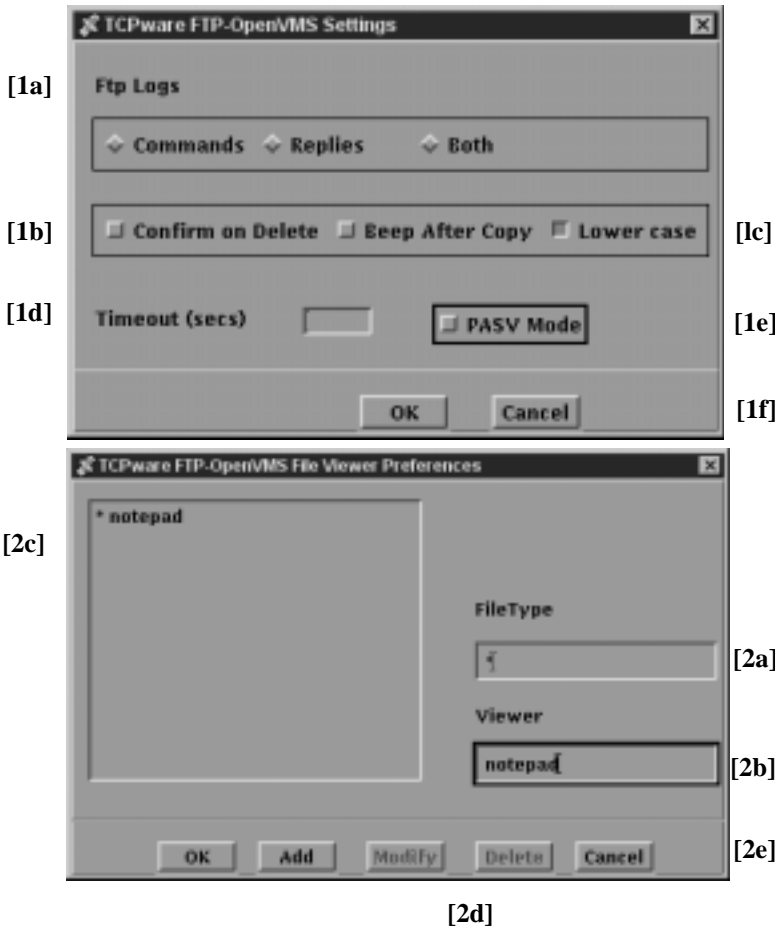 TCPware FTP-OpenVMS Settings
[1a] Ftp Logs
Commands Replies Both
[1b] Confirm on Delete Beep After Copy Lower case [lc]
[1d] Timeout (secs) PASV Mode [1e]
OK Cancel [1f]
TCPware FTP-OpenVMS File Viewer Preferences
* notepad
[2c]
FileType
* [2a]
Viewer
notepad [2b]
OK Add Modify Delete Cancel [2e]
[2d]